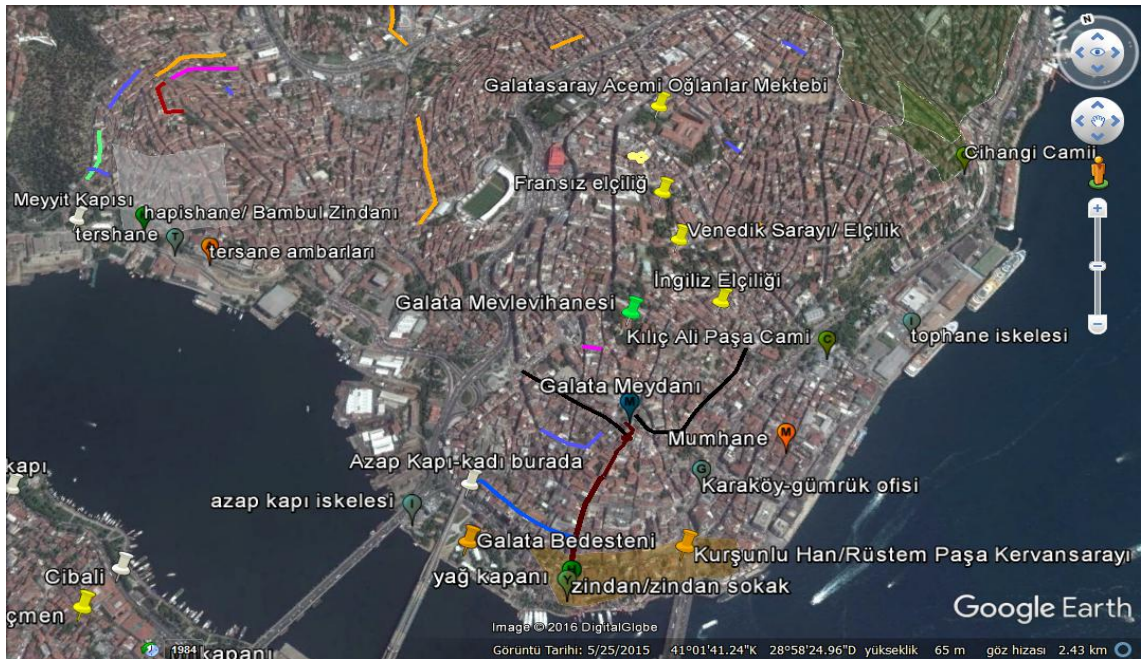 N
Galatasaray Acemi Oğlanlar Mektebi
Cihangi Camii
Fransız elçiliğ
Meyyit Kapısı
hapishane/ Bambul Zindanı
tershane
T
tersane ambarları
Venedik Sarayı/ Elçilik
İngiliz Elçiliği
Galata Mevlevihanesi
Kılıç Ali Paşa Cami
C
I
tophane iskelesi
Galata Meydanı
M
Mumhane
M
Azap Kapı-kadı burada
G
Karaköy-gümrük ofisi
kapı
azap kapı iskelesi
I
Galata Bedesteni
Kurşunlu Han/Rüstem Paşa Kervansarayı
Cibali
yağ kapanı
Y
zindan/zindan sokak
çmen
Google Earth
Image © 2016 DigitalGlobe
1984
kapanı
Görüntü Tarihi: 5/25/2015 41°01'41.24"K 28°58'24.96"D yükseklik 65 m göz hizası 2.43 km